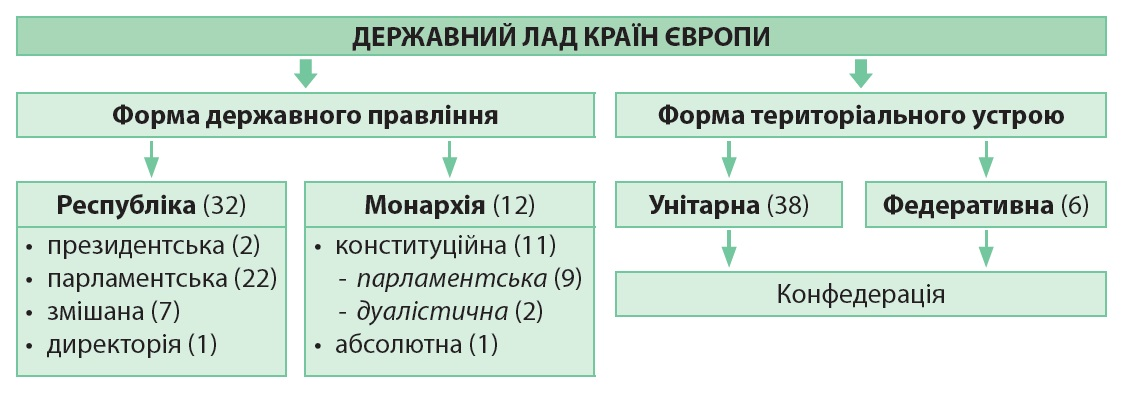 ДЕРЖАВНИЙ ЛАД КРАЇН ЄВРОПИ
Форма державного правління
Форма територіального устрою
Республіка (32)
• президентська (2)
• парламентська (22)
• змішана (7)
• директорія (1)
Монархія (12)
• конституційна (11)
- парламентська (9)
- дуалістична (2)
• абсолютна (1)
Унітарна (38)
Федеративна (6)
Конфедерація